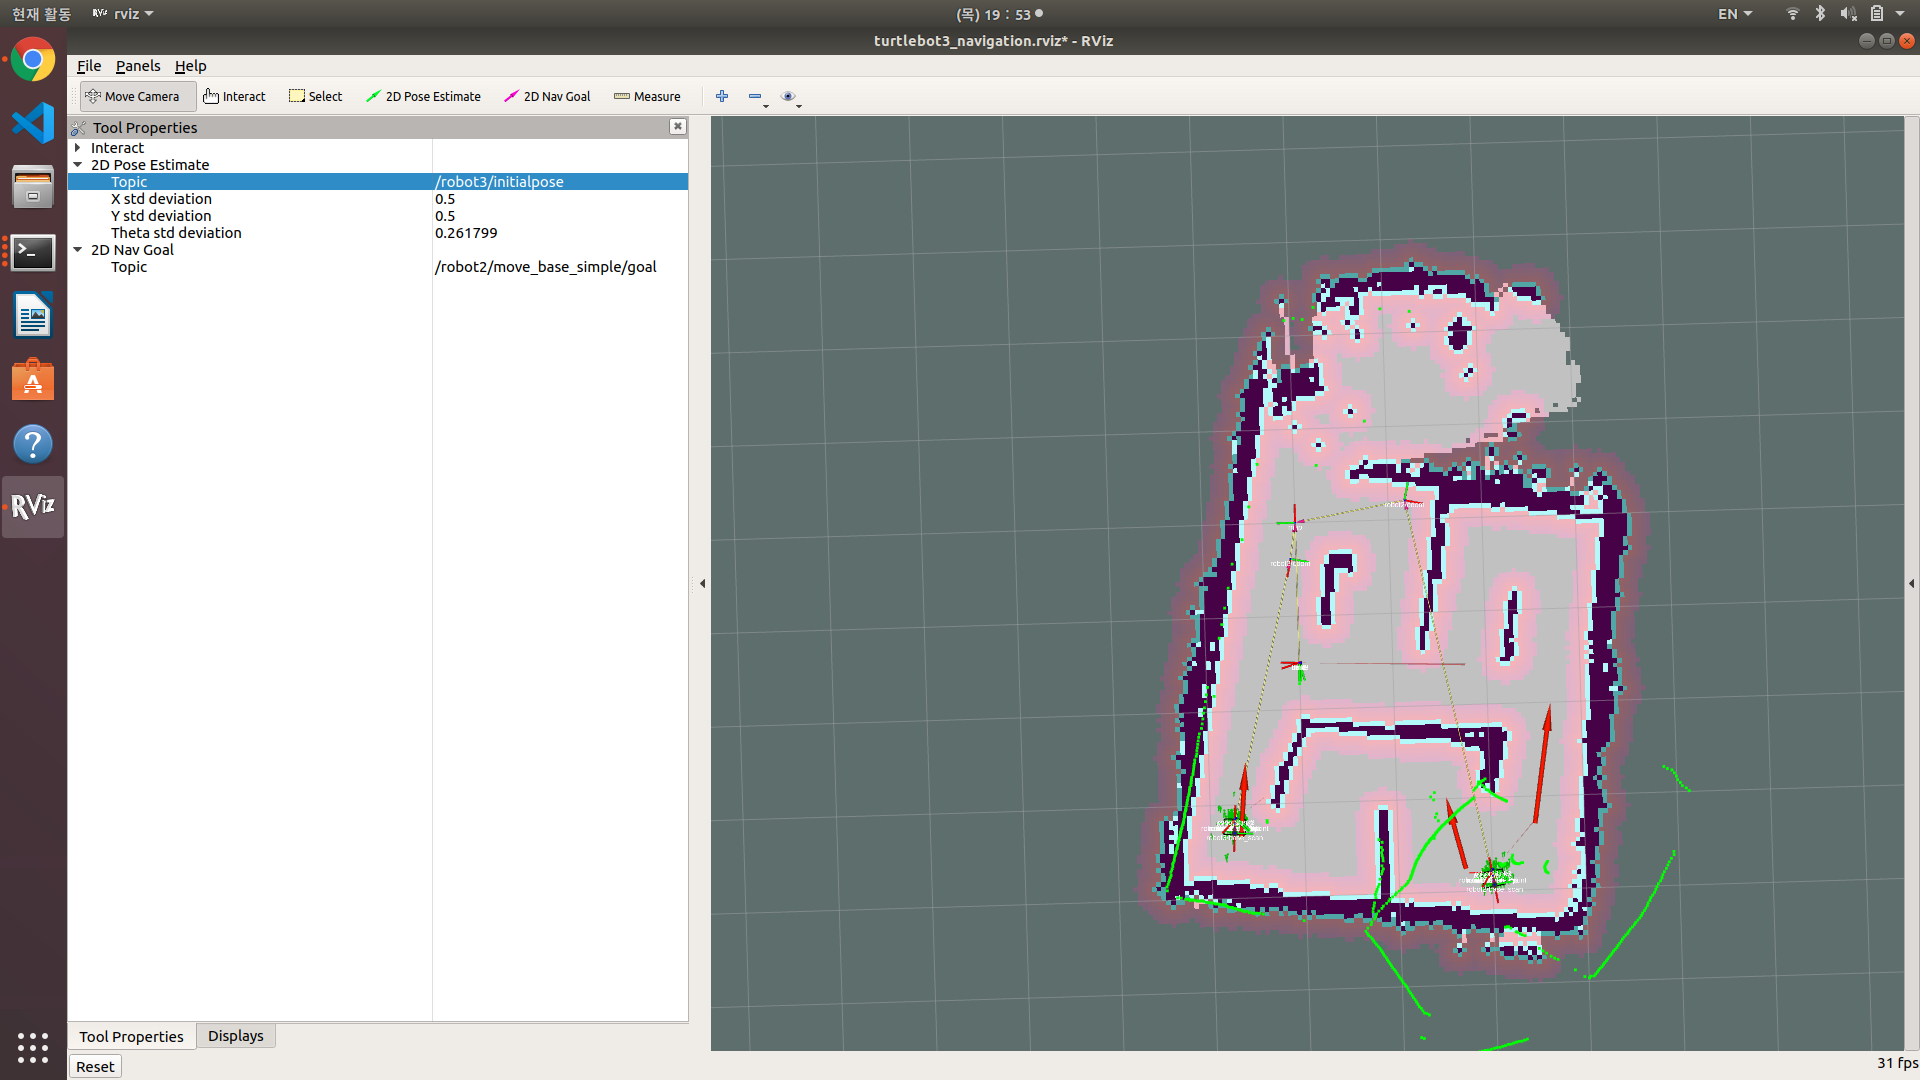 현재 활동
RViz rviz
(목) 19 : 53
EN
turtlebot3_navigation.rviz* - RViz
File Panels Help
Move Camera Interact Select 2D Pose Estimate 2D Nav Goal Measure
Tool Properties
Interact
2D Pose Estimate
Topic /robot3/initialpose
X std deviation 0.5
Y std deviation 0.5
Theta std deviation 0.261799
2D Nav Goal
Topic /robot2/move_base_simple/goal
RViz
Tool Properties Displays
Reset
31 fps